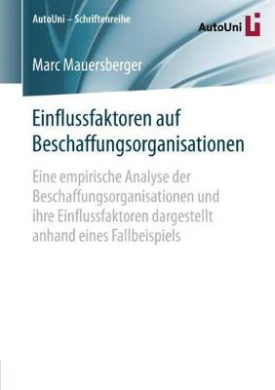 AutoUni – Schriftenreihe
AutoUni
Marc Mauersberger
Einflussfaktoren auf
Beschaffungsorganisationen
Eine empirische Analyse der
Beschaffungsorganisationen und
ihre Einflussfaktoren dargestellt
anhand eines Fallbeispiels